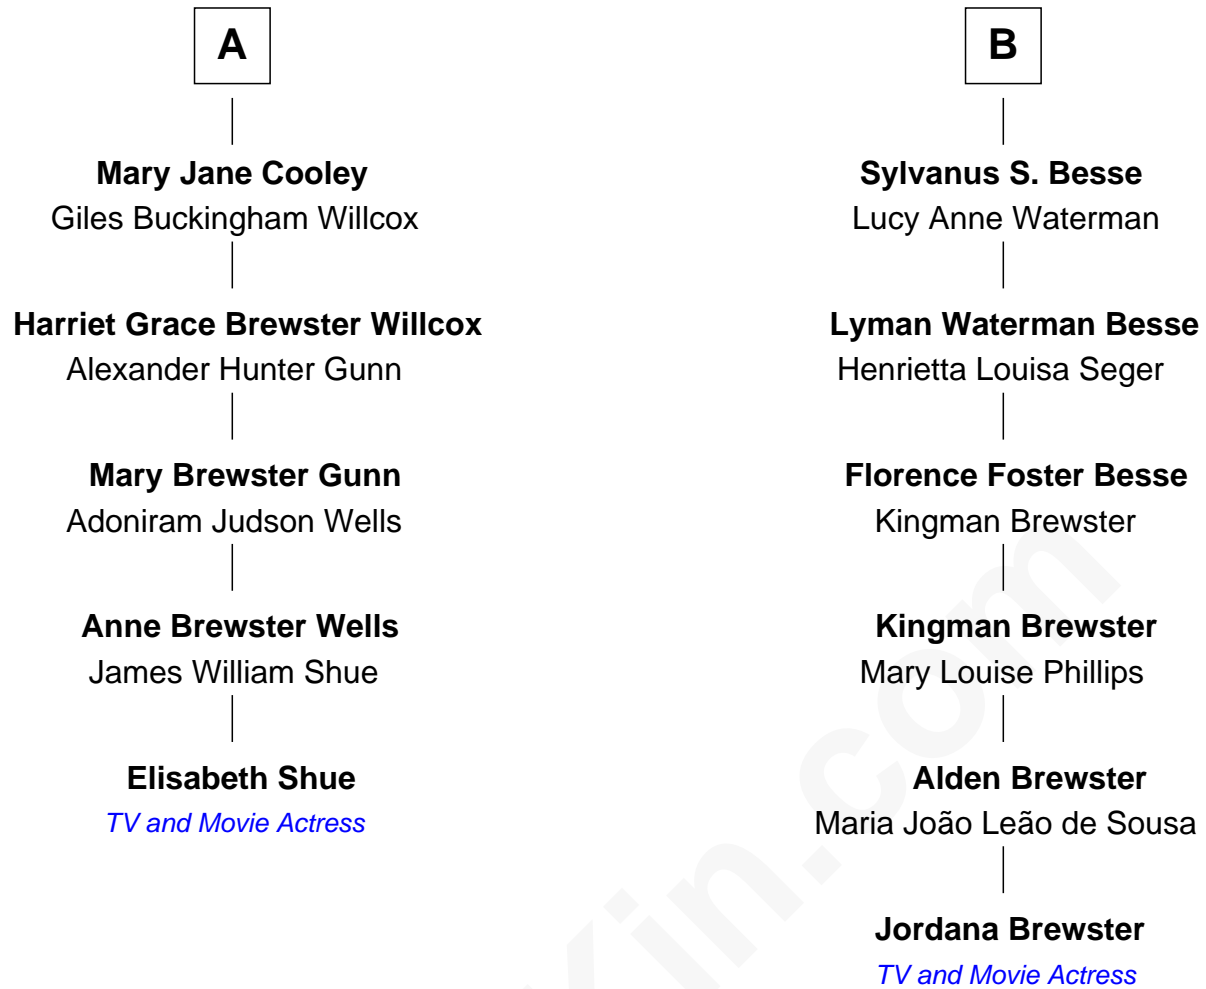 A
Mary Jane Cooley
Giles Buckingham Willcox
Harriet Grace Brewster Willcox
Alexander Hunter Gunn
Mary Brewster Gunn
Adoniram Judson Wells
Anne Brewster Wells
James William Shue
Elisabeth Shue
TV and Movie Actress
B
Sylvanus S. Besse
Lucy Anne Waterman
Lyman Waterman Besse
Henrietta Louisa Seger
Florence Foster Besse
Kingman Brewster
Kingman Brewster
Mary Louise Phillips
Alden Brewster
Maria João Leão de Sousa
Jordana Brewster
TV and Movie Actress
Kin.com